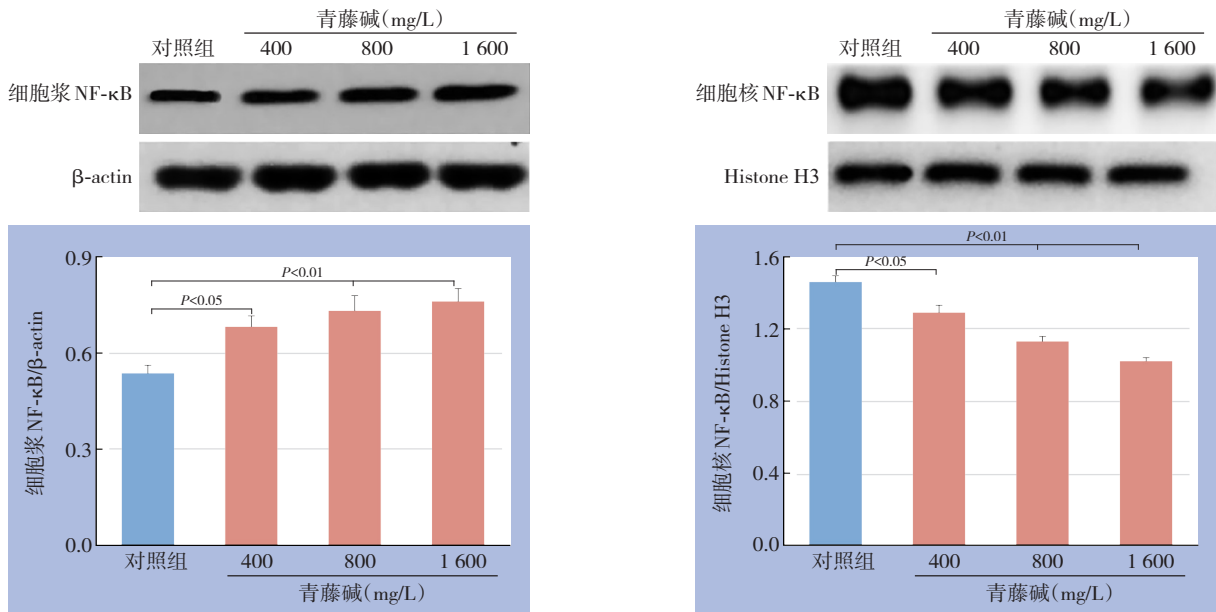 青藤碱(mg/L)
对照组 400 800 1 600
细胞浆 NF-κB
β-actin
细胞浆 NF-κB/β-actin
0.9
0.6
0.3
0.0
P<0.01
P<0.05
对照组 400 800 1 600
青藤碱(mg/L)
青藤碱(mg/L)
对照组 400 800 1 600
细胞核 NF-κB
Histone H3
细胞核 NF-κB/Histone H3
1.6
1.2
0.8
0.4
0.0
P<0.01
P<0.05
对照组 400 800 1 600
青藤碱(mg/L)